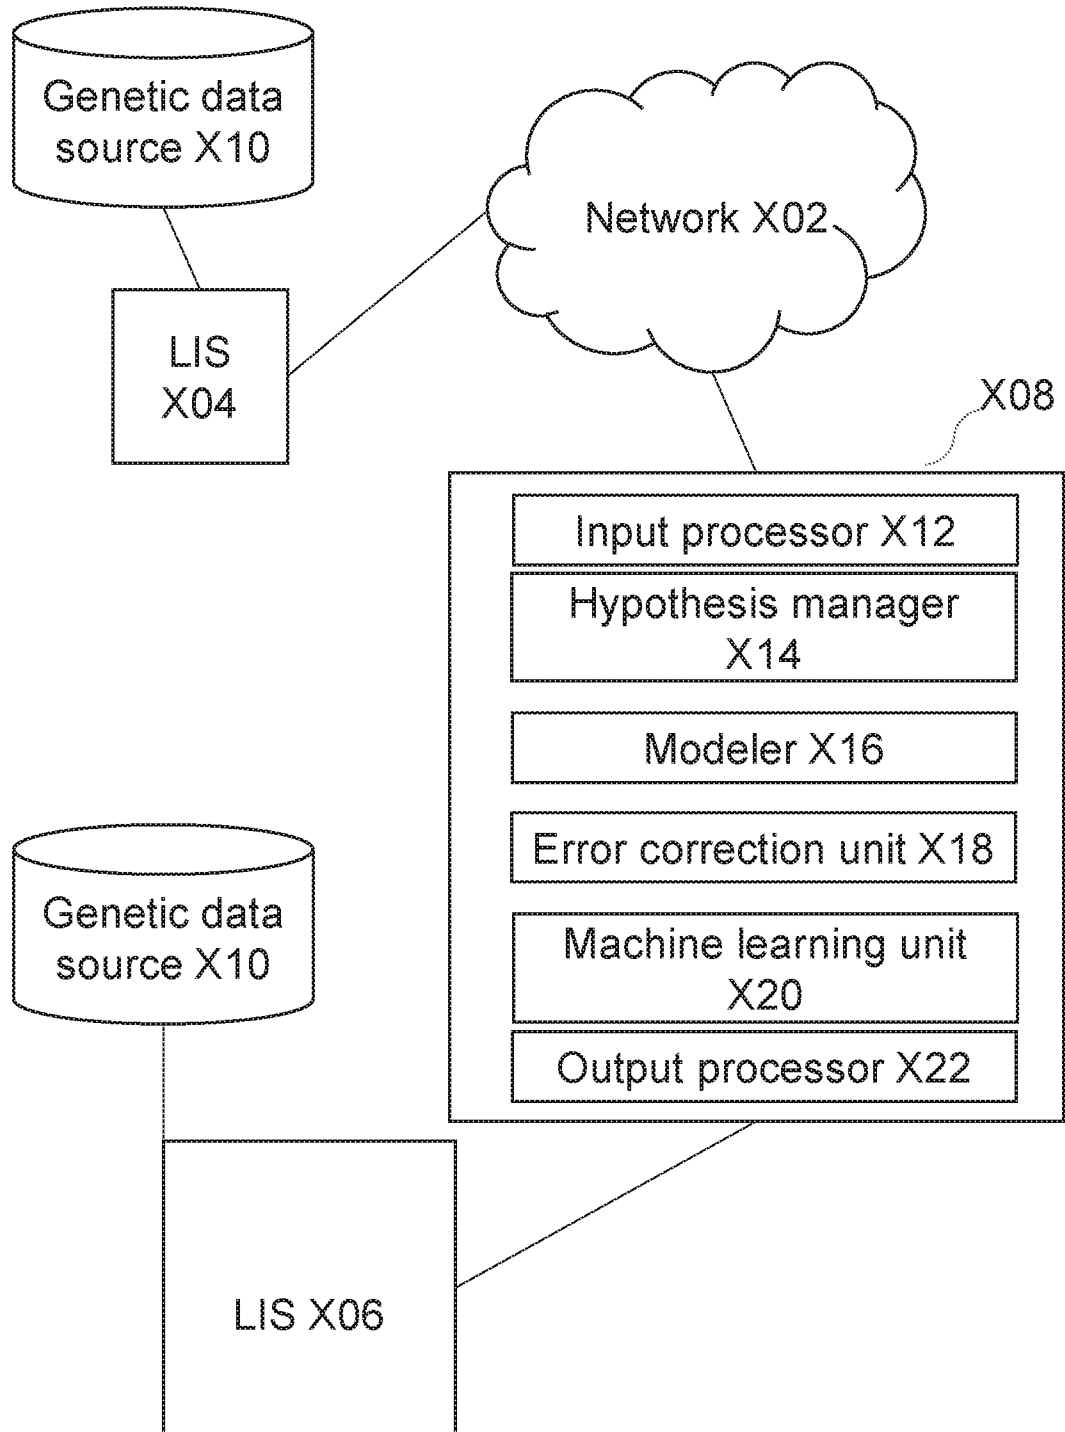 Genetic data
source X10
Network X02
LIS
X04
X08
Input processor X12
Hypothesis manager
X14
Modeler X16
Error correction unit X18
Genetic data
source X10
Machine learning unit
X20
Output processor X22
LIS X06